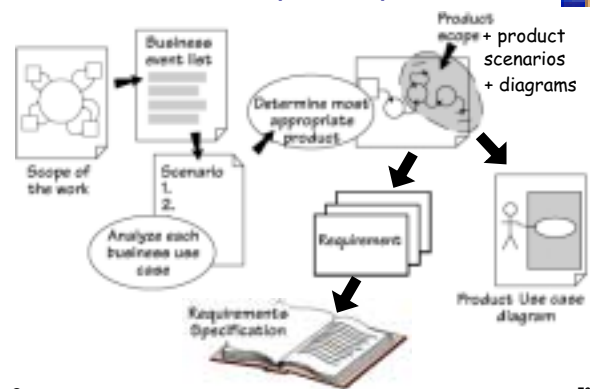 Product
scope + product
scenarios
+ diagrams
Business
event list
Determine most
appropriate
product
Scope of
the work
Scenario
1.
2.
Analyze each
business use
case
Requirement
Product Use case
diagram
Requirements
Specification